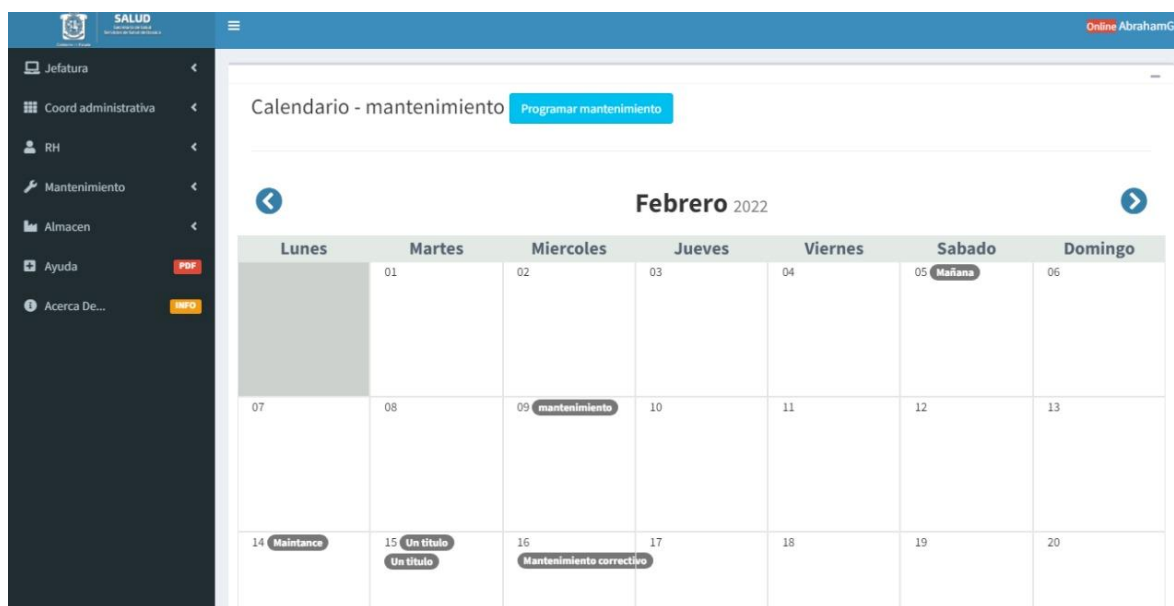 SALUD
Online AbrahamG
Jefatura
Coord administrativa
RH
Mantenimiento
Almacen
Ayuda PDF
Acerca De... INFO
Calendario - mantenimiento Programar mantenimiento
Febrero 2022
Lunes Martes Miercoles Jueves Viernes Sabado Domingo
01 02 03 04 05 Mañana 06
07 08 09 mantenimiento 10 11 12 13
14 Maintance 15 Un titulo 16 17 18 19 20
Un titulo Mantenimiento correctivo